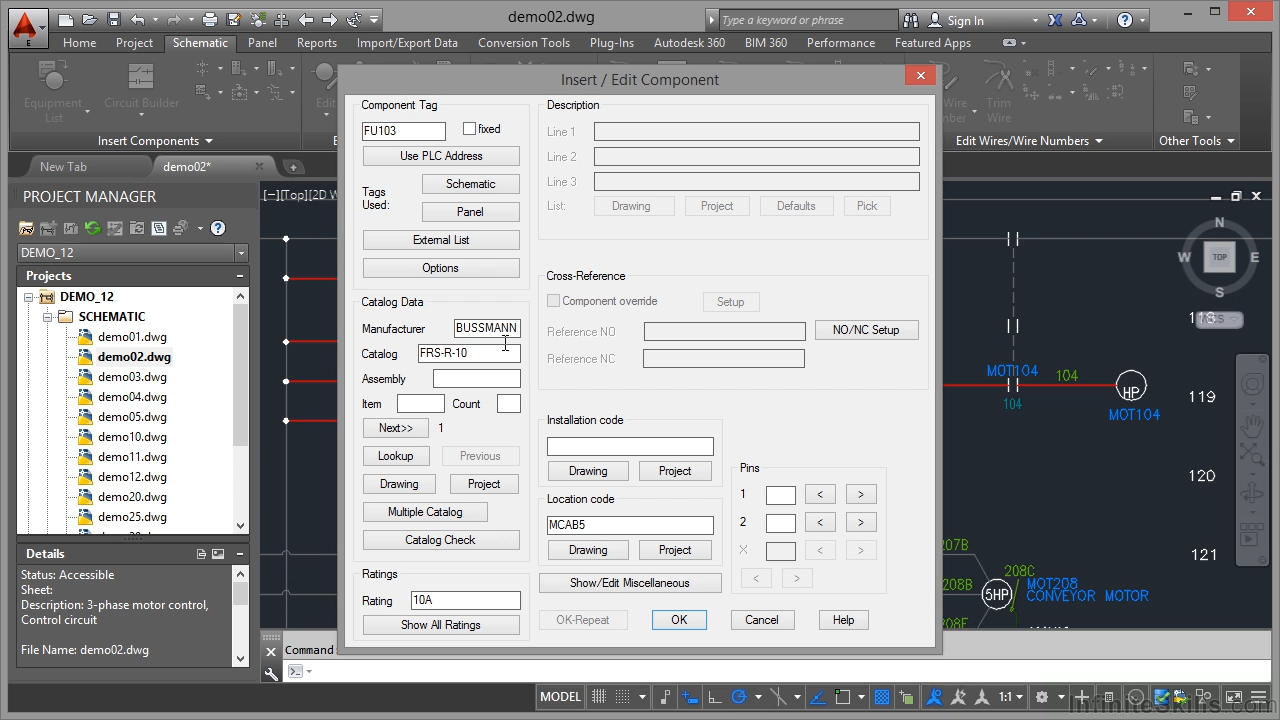 demo02.dwg
Type a keyword or phrase
Sign In
E
Home Project Schematic Panel Reports Import/Export Data Conversion Tools Plug-Ins Autodesk 360 BIM 360 Performance Featured Apps
Equipment List
Circuit Builder
Insert Components
Trim Wire
Edit Wires/Wire Numbers
Other Tools
New Tab
demo02*
PROJECT MANAGER
DEMO_12
Projects
DEMO_12
SCHEMATIC
demo01.dwg
demo02.dwg
demo03.dwg
demo04.dwg
demo05.dwg
demo10.dwg
demo11.dwg
demo12.dwg
demo20.dwg
demo25.dwg
Details
Status: Accessible
Sheet:
Description: 3-phase motor control,
Control circuit
File Name: demo02.dwg
[−][Top][2D W
Insert / Edit Component
Component Tag
FU103
fixed
Use PLC Address
Tags Used:
Schematic
Panel
External List
Options
Catalog Data
Manufacturer BUSSMANN
Catalog FRS-R-10
Assembly
Item Count
Next>> 1
Lookup Previous
Drawing Project
Multiple Catalog
Catalog Check
Ratings
Rating 10A
Show All Ratings
Description
Line 1
Line 2
Line 3
List: Drawing Project Defaults Pick
Cross-Reference
Component override Setup
Reference NO NO/NC Setup
Reference NC
Installation code
Drawing Project
Location code
MCAB5
Drawing Project
Show/Edit Miscellaneous
Pins
1 < >
2 < >
X < >
< >
OK-Repeat OK Cancel Help
N
W TOP E
S
MOT104
104
104
HP
MOT104
119
120
121
207B
208B
208C
5HP
MOT208
CONVEYOR MOTOR
208F
Command:
MODEL
1:1
InfiniteSkills.com